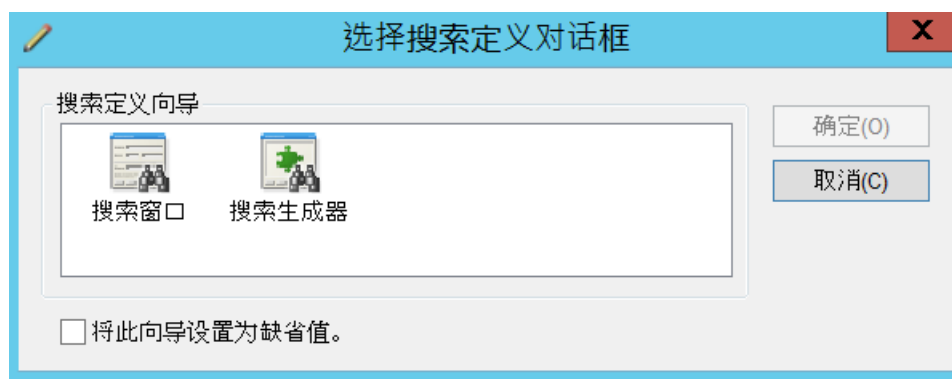 选择搜索定义对话框
搜索定义向导
搜索窗口
搜索生成器
确定(O)
取消(C)
将此向导设置为缺省值。